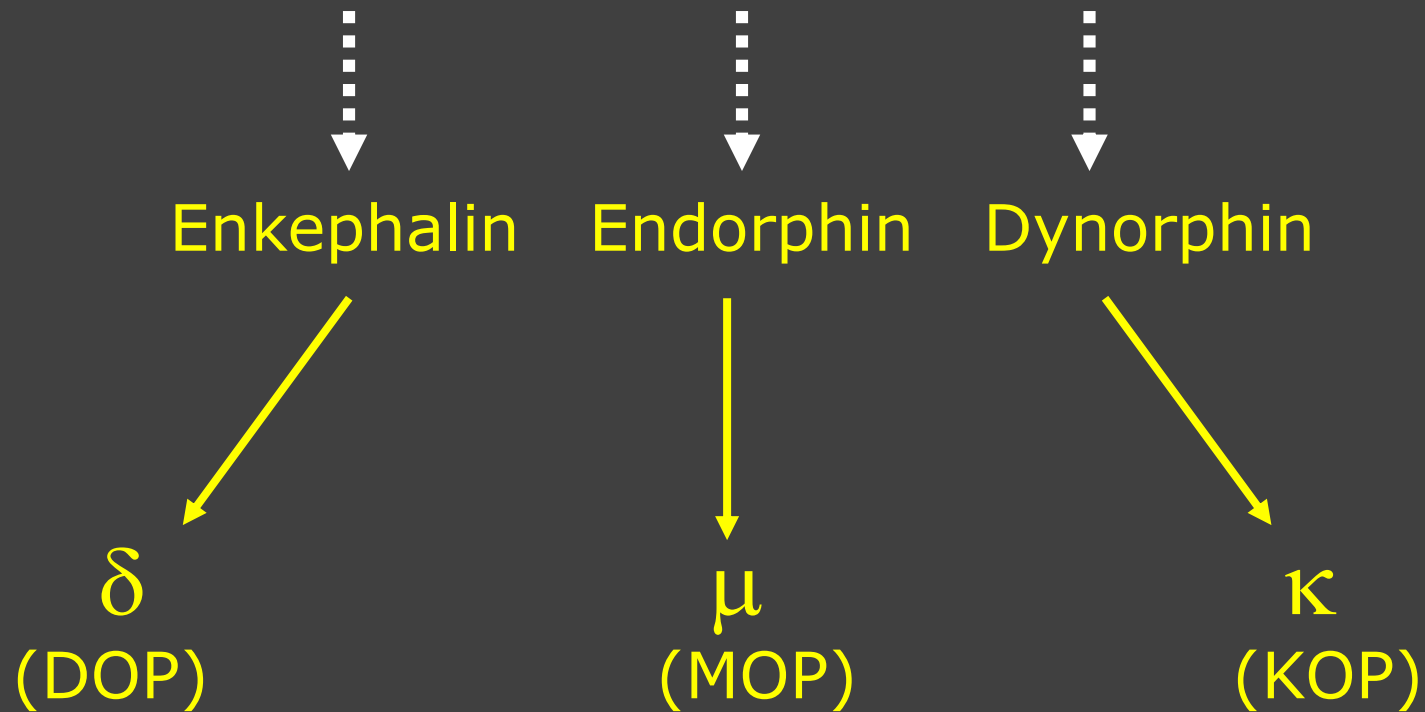 Enkephalin Endorphin Dynorphin
δ μ κ
(DOP) (MOP) (KOP)